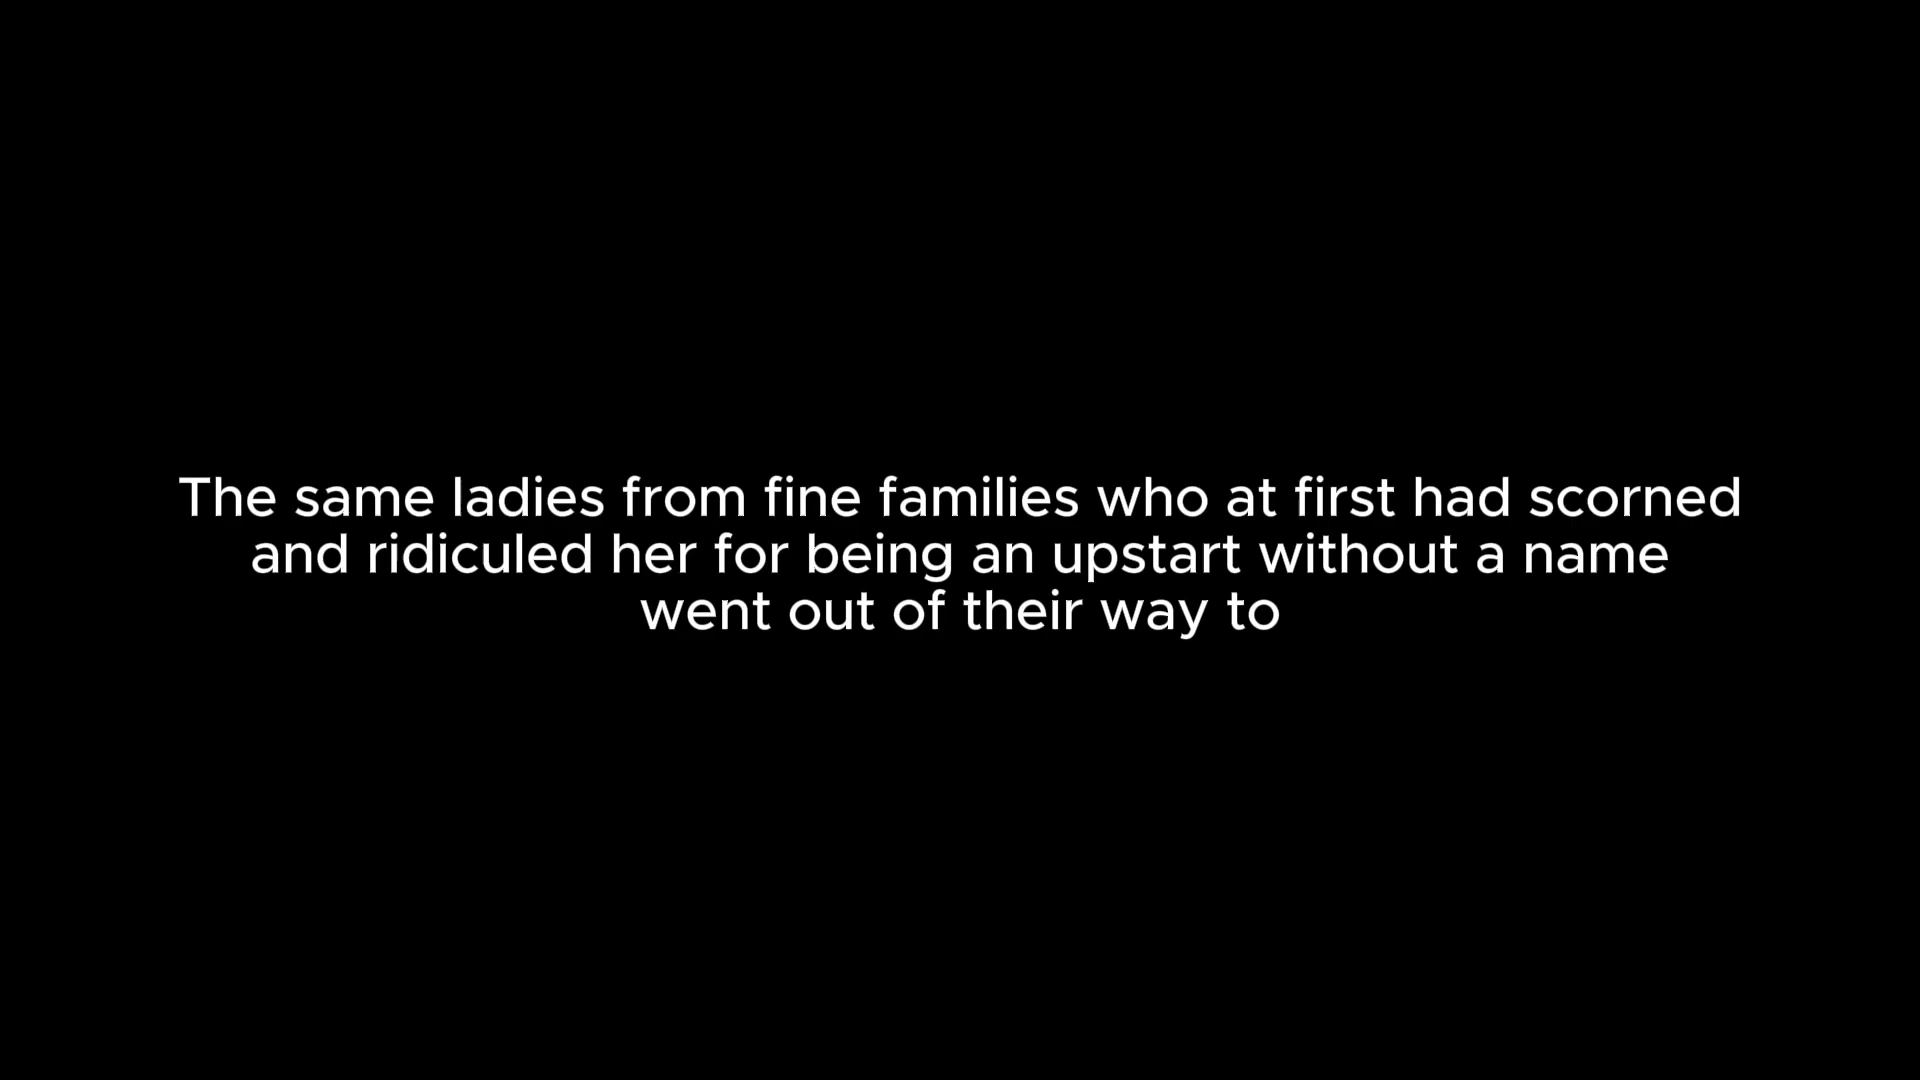 The same ladies from fine families who at first had scorned
and ridiculed her for being an upstart without a name
went out of their way to